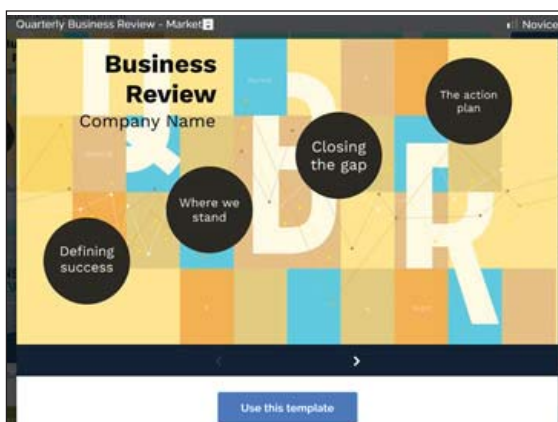 Quarterly Business Review - Market
Novice
Business
Review
Company Name
The action
plan
Closing
the gap
Where we
stand
Defining
success
Q
B
R
Use this template